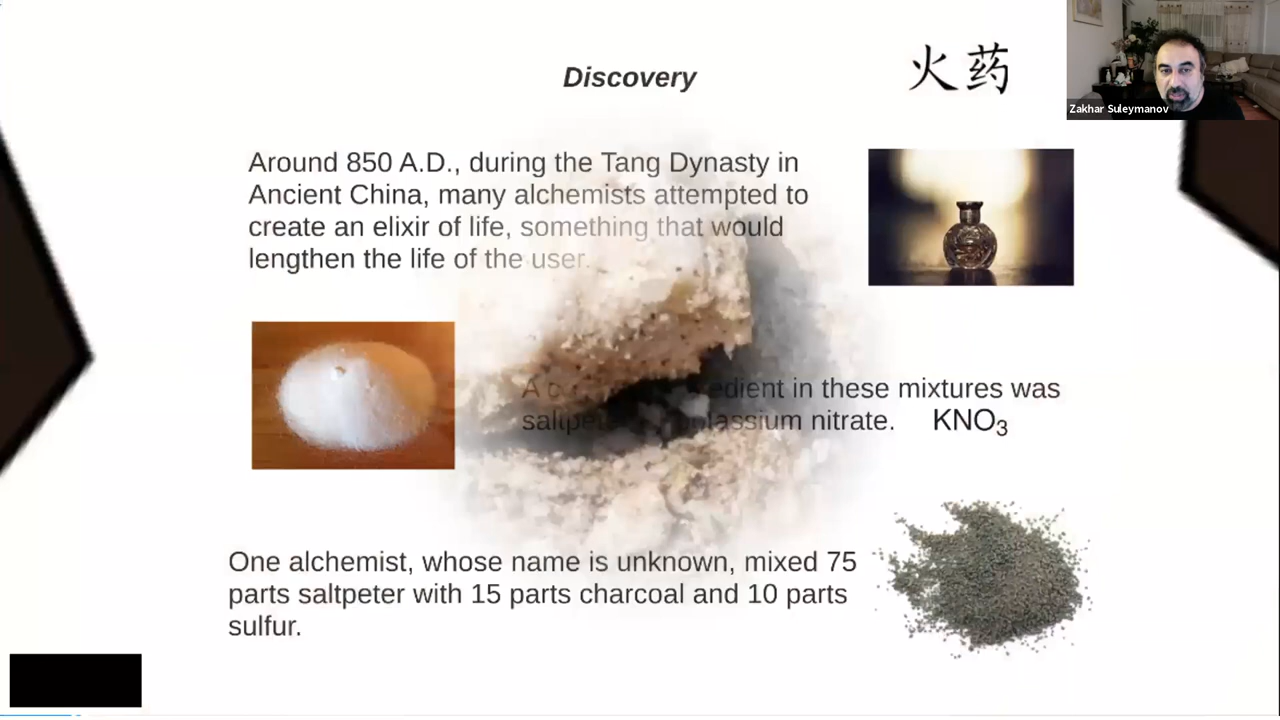 Discovery
火药
Zakhar Suleymanov
Around 850 A.D., during the Tang Dynasty in
Ancient China, many alchemists attempted to
create an elixir of life, something that would
lengthen the life of the user.
A in these mixtures was
nitrate. KNO₃
One alchemist, whose name is unknown, mixed 75
parts saltpeter with 15 parts charcoal and 10 parts
sulfur.